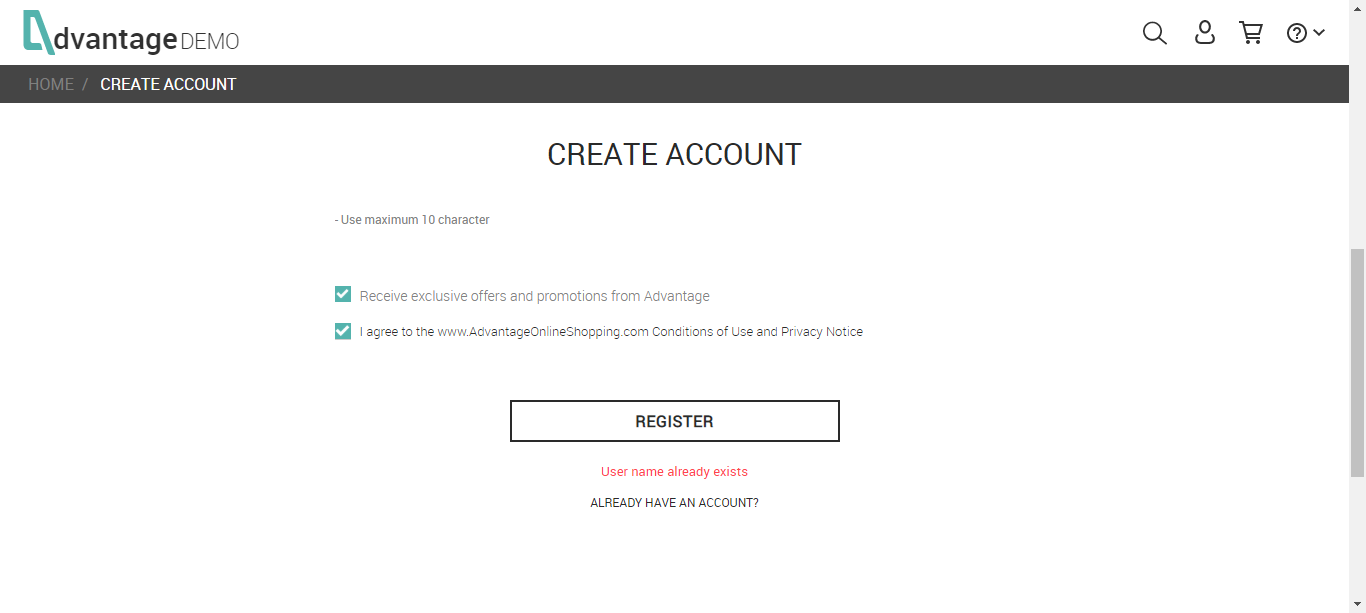 dvantage DEMO
HOME / CREATE ACCOUNT
CREATE ACCOUNT
- Use maximum 10 character
Receive exclusive offers and promotions from Advantage
I agree to the www.AdvantageOnlineShopping.com Conditions of Use and Privacy Notice
REGISTER
User name already exists
ALREADY HAVE AN ACCOUNT?